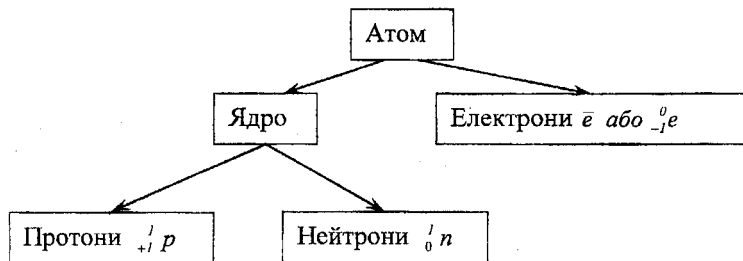 Атом
Ядро
Електрони ē або ⁰₋₁e
Протони ¹₊₁p
Нейтрони ¹₀n